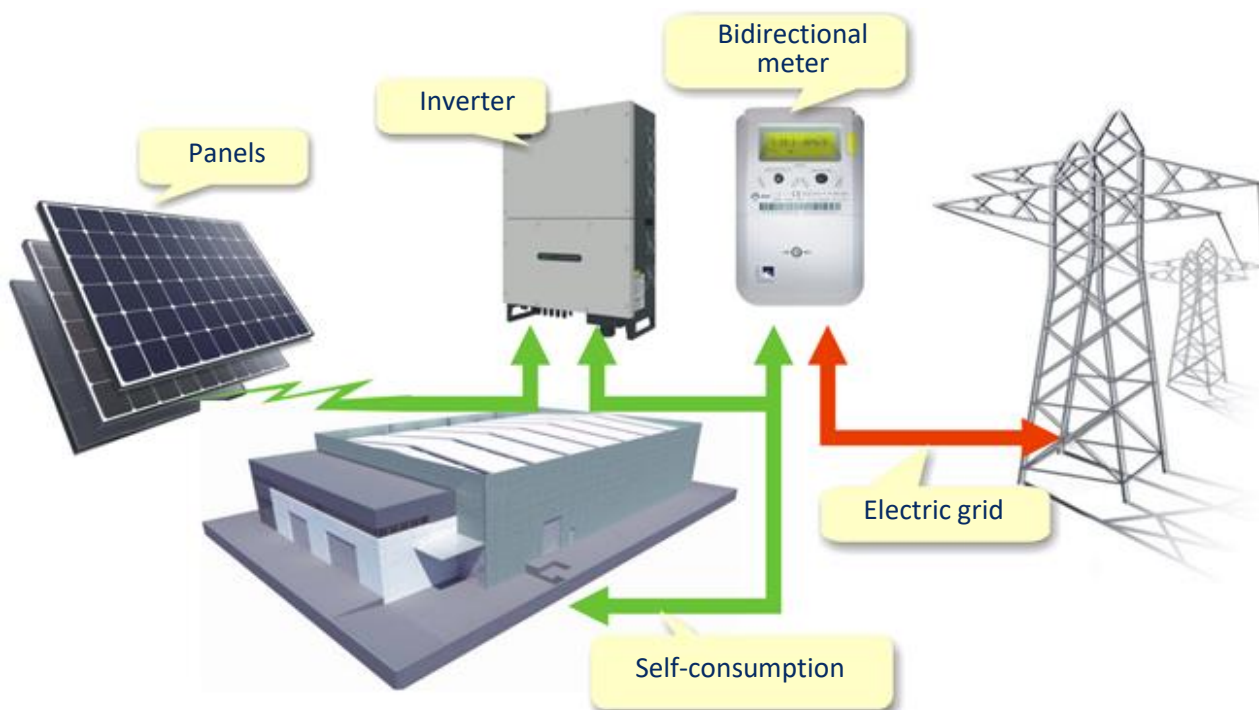 Bidirectional
meter
Inverter
Panels
Electric grid
Self-consumption